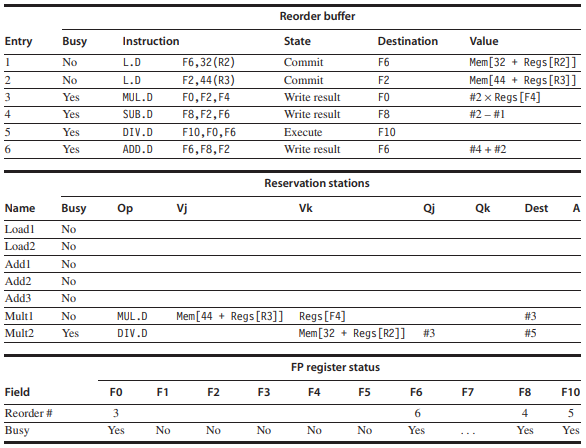 Reorder buffer
Entry Busy Instruction State Destination Value
1 No L.D F6,32(R2) Commit F6 Mem[32 + Regs[R2]]
2 No L.D F2,44(R3) Commit F2 Mem[44 + Regs[R3]]
3 Yes MUL.D F0,F2,F4 Write result F0 #2 × Regs[F4]
4 Yes SUB.D F8,F2,F6 Write result F8 #2 – #1
5 Yes DIV.D F10,F0,F6 Execute F10
6 Yes ADD.D F6,F8,F2 Write result F6 #4 + #2
Reservation stations
Name Busy Op Vj Vk Qj Qk Dest A
Load1 No
Load2 No
Add1 No
Add2 No
Add3 No
Mult1 No MUL.D Mem[44 + Regs[R3]] Regs[F4] #3
Mult2 Yes DIV.D Mem[32 + Regs[R2]] #3 #5
FP register status
Field F0 F1 F2 F3 F4 F5 F6 F7 F8 F10
Reorder # 3 6 4 5
Busy Yes No No No No No Yes ... Yes Yes